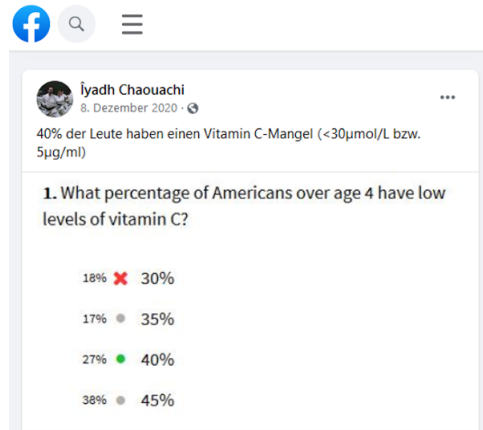 Îyadh Chaouachi
8. Dezember 2020 ·
40% der Leute haben einen Vitamin C-Mangel (<30µmol/L bzw.
5µg/ml)
1. What percentage of Americans over age 4 have low
levels of vitamin C?
18% 30%
17% 35%
27% 40%
38% 45%